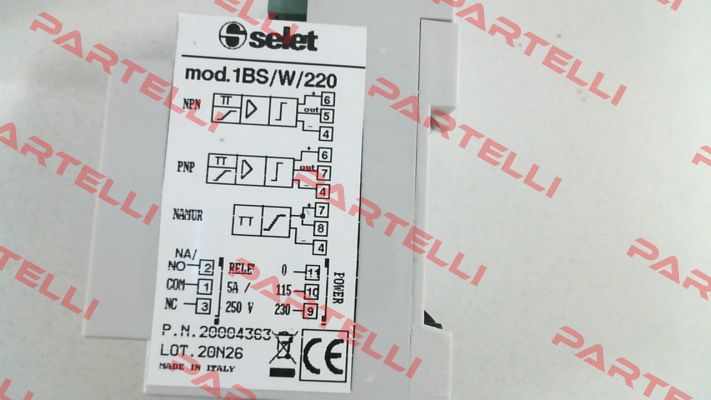 selet
mod.1BS/W/220
NPN
+ 6
out 5
- 4
PNP
+ 6
out 7
- 4
NAMUR
+ 7
8
- 4
NA/
NO 2 RELE' 0 11
COM 1 5A / 115 10
NC 3 250 V 230 9
POWER
P.N.20004363
LOT.20N26
MADE IN ITALY
CE
PARTELLI
PARTELLI
PARTELLI
PARTELLI
PARTELLI
PARTELLI
PARTELLI
PARTELLI
PARTELLI